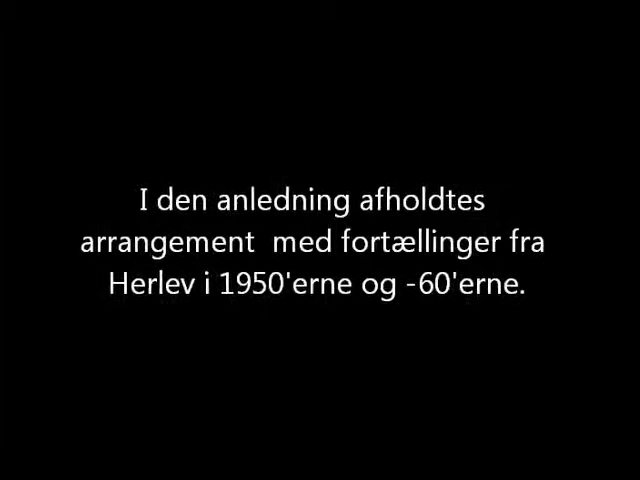 I den anledning afholdtes
arrangement  med fortællinger fra
Herlev i 1950'erne og -60'erne.